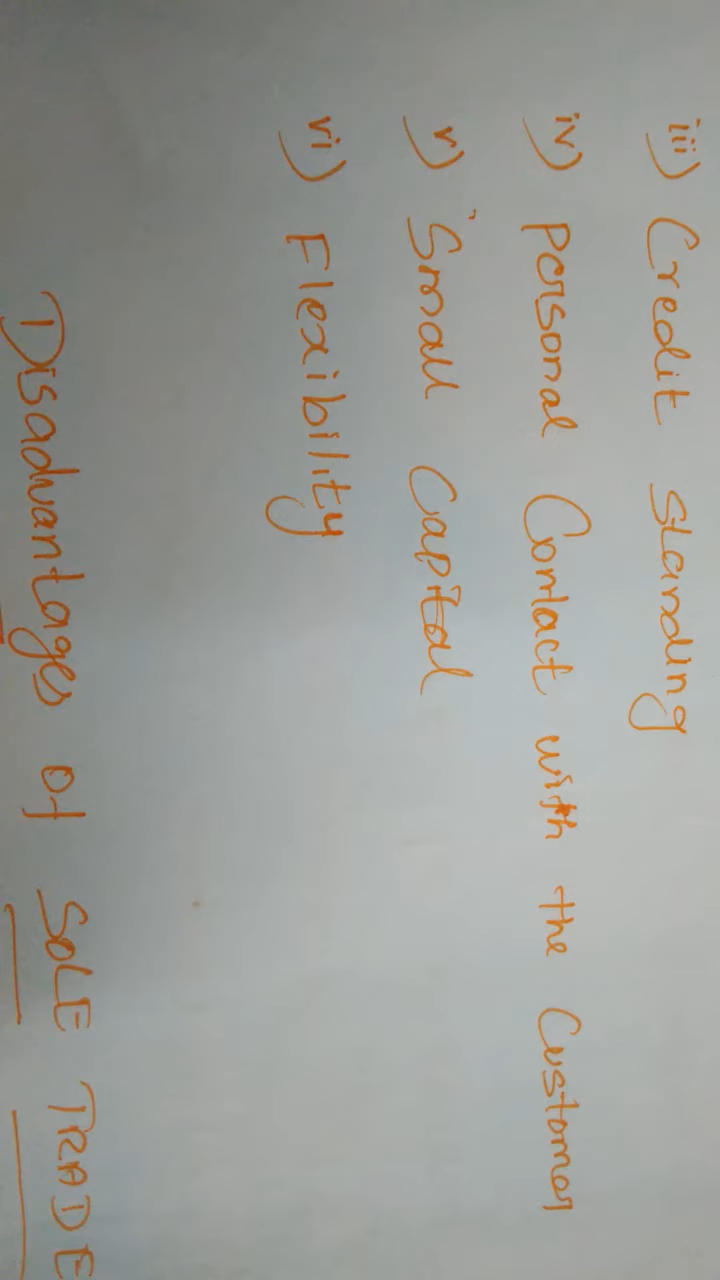 iii) Credit Standing
iv) Personal Contact with the Customer
v) Small Capital
vi) Flexibility
Disadvantages of SOLE TRADE